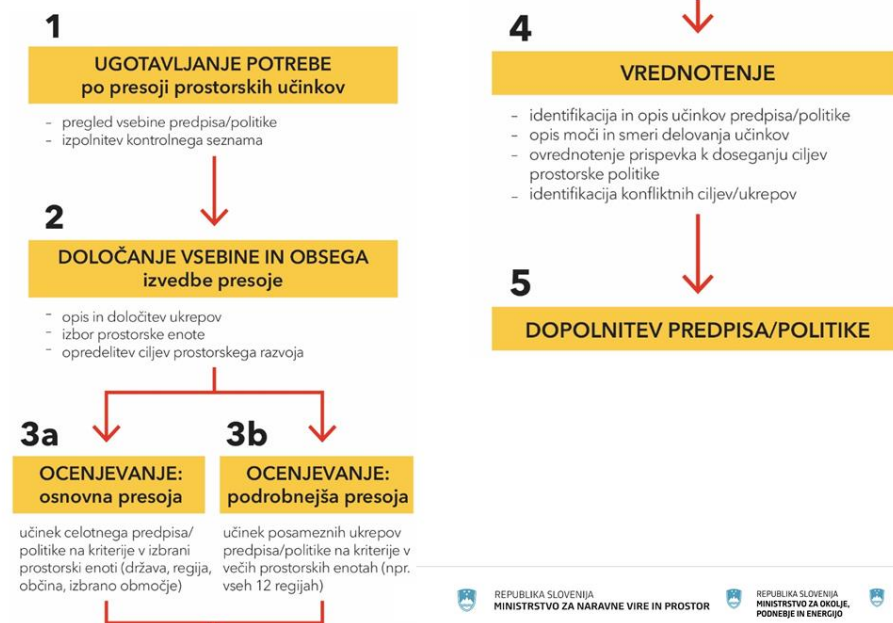 1
UGOTAVLJANJE POTREBE
po presoji prostorskih učinkov
- pregled vsebine predpisa/politike
- izpolnitev kontrolnega seznama
2
DOLOČANJE VSEBINE IN OBSEGA
izvedbe presoje
- opis in določitev ukrepov
- izbor prostorske enote
- opredelitev ciljev prostorskega razvoja
3a
OCENJEVANJE:
osnovna presoja
učinek celotnega predpisa/
politike na kriterije v izbrani
prostorski enoti (država, regija,
občina, izbrano območje)
3b
OCENJEVANJE:
podrobnejša presoja
učinek posameznih ukrepov
predpisa/politike na kriterije v
večih prostorskih enotah (npr.
vseh 12 regijah)
4
VREDNOTENJE
- identifikacija in opis učinkov predpisa/politike
- opis moči in smeri delovanja učinkov
- ovrednotenje prispevka k doseganju ciljev
prostorske politike
- identifikacija konfliktnih ciljev/ukrepov
5
DOPOLNITEV PREDPISA/POLITIKE
REPUBLIKA SLOVENIJA
MINISTRSTVO ZA NARAVNE VIRE IN PROSTOR
REPUBLIKA SLOVENIJA
MINISTRSTVO ZA OKOLJE,
PODNEBJE IN ENERGIJO